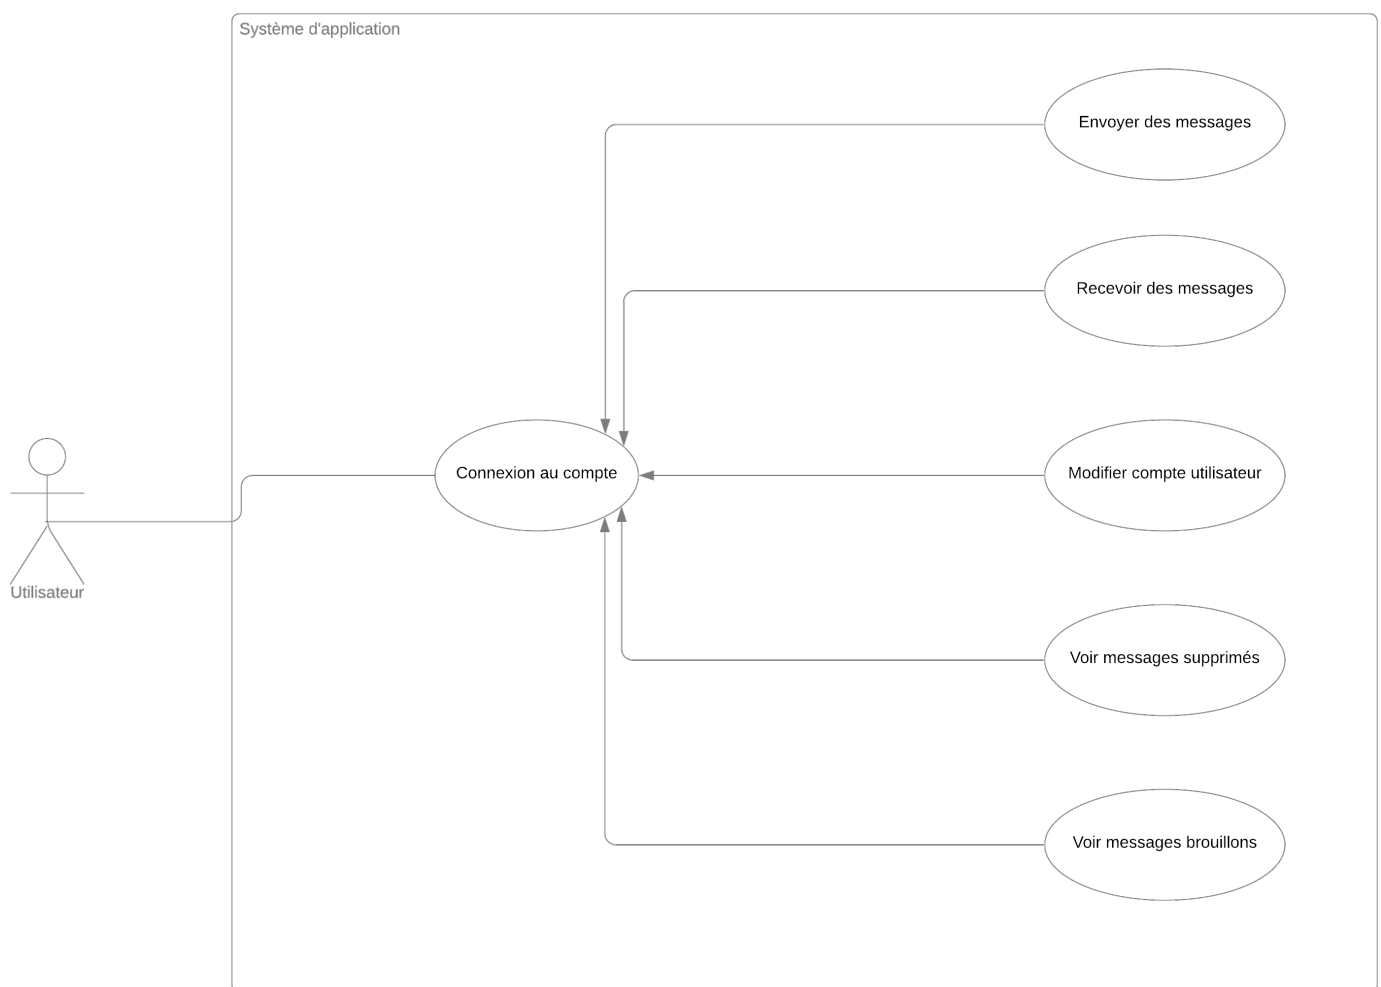 Système d'application
Envoyer des messages
Recevoir des messages
Connexion au compte
Modifier compte utilisateur
Utilisateur
Voir messages supprimés
Voir messages brouillons